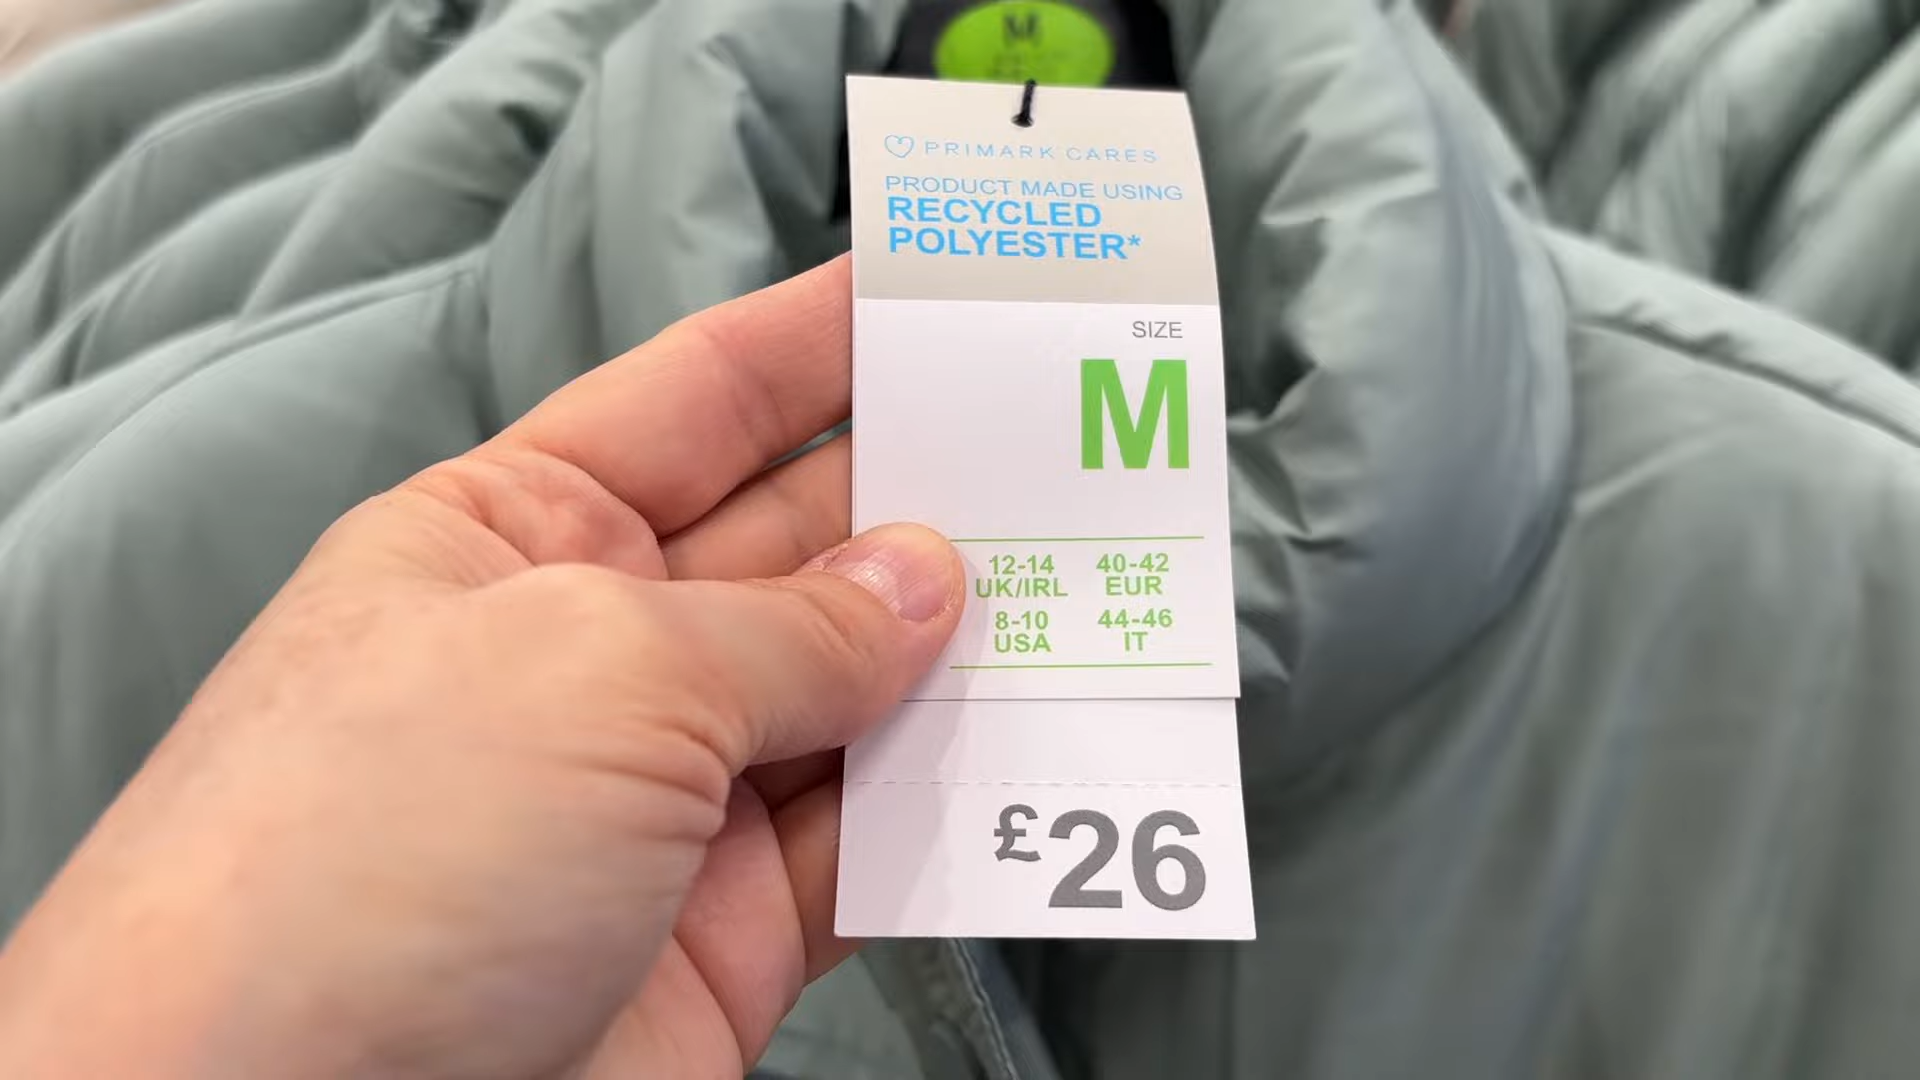 M
PRIMARK CARES
PRODUCT MADE USING
RECYCLED
POLYESTER*
SIZE
M
12-14 40-42
UK/IRL EUR
8-10 44-46
USA IT
£26